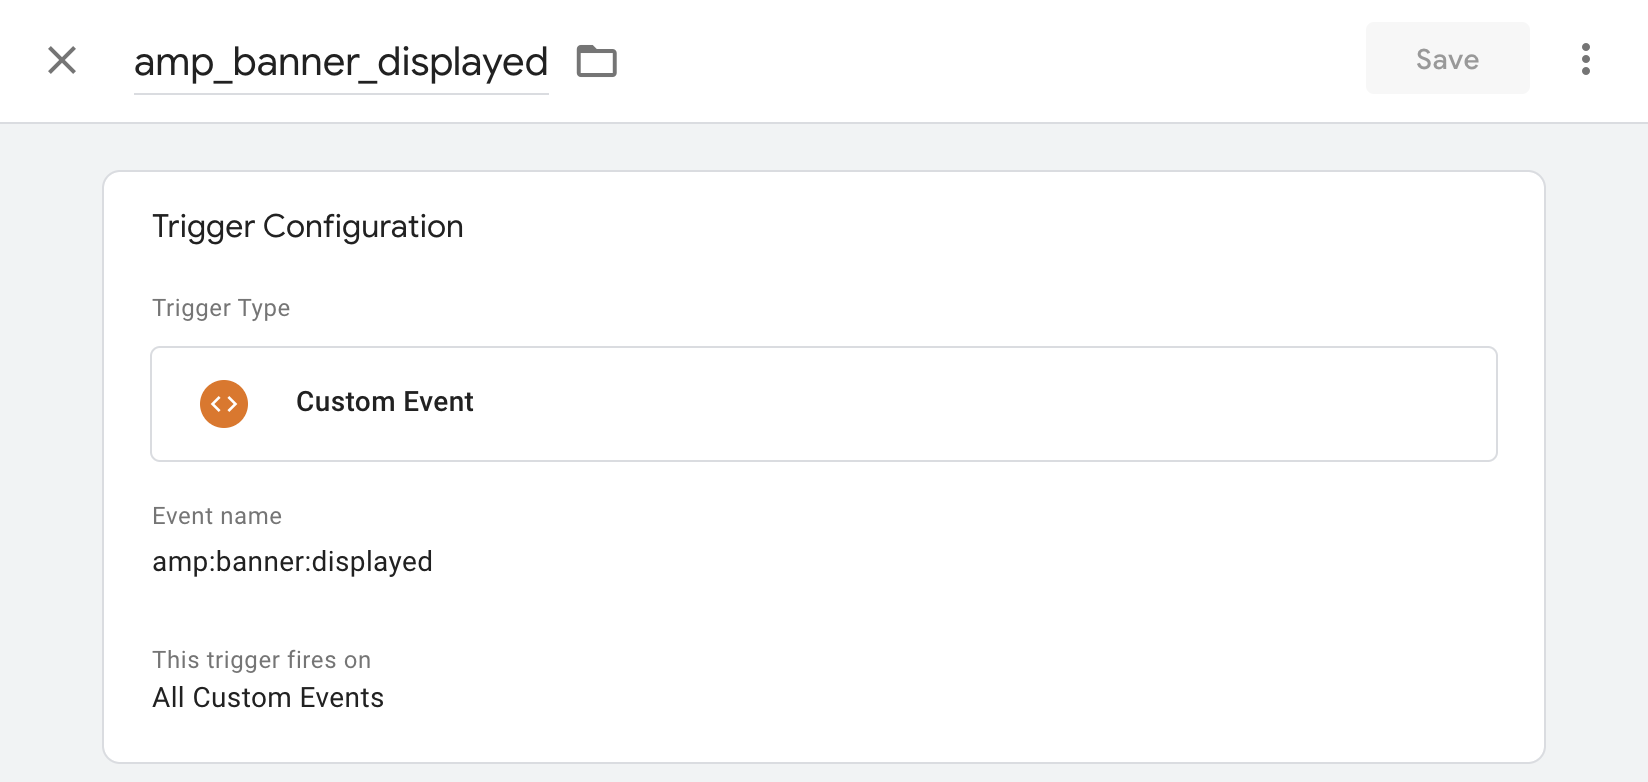 amp_banner_displayed
Save
Trigger Configuration
Trigger Type
Custom Event
Event name
amp:banner:displayed
This trigger fires on
All Custom Events